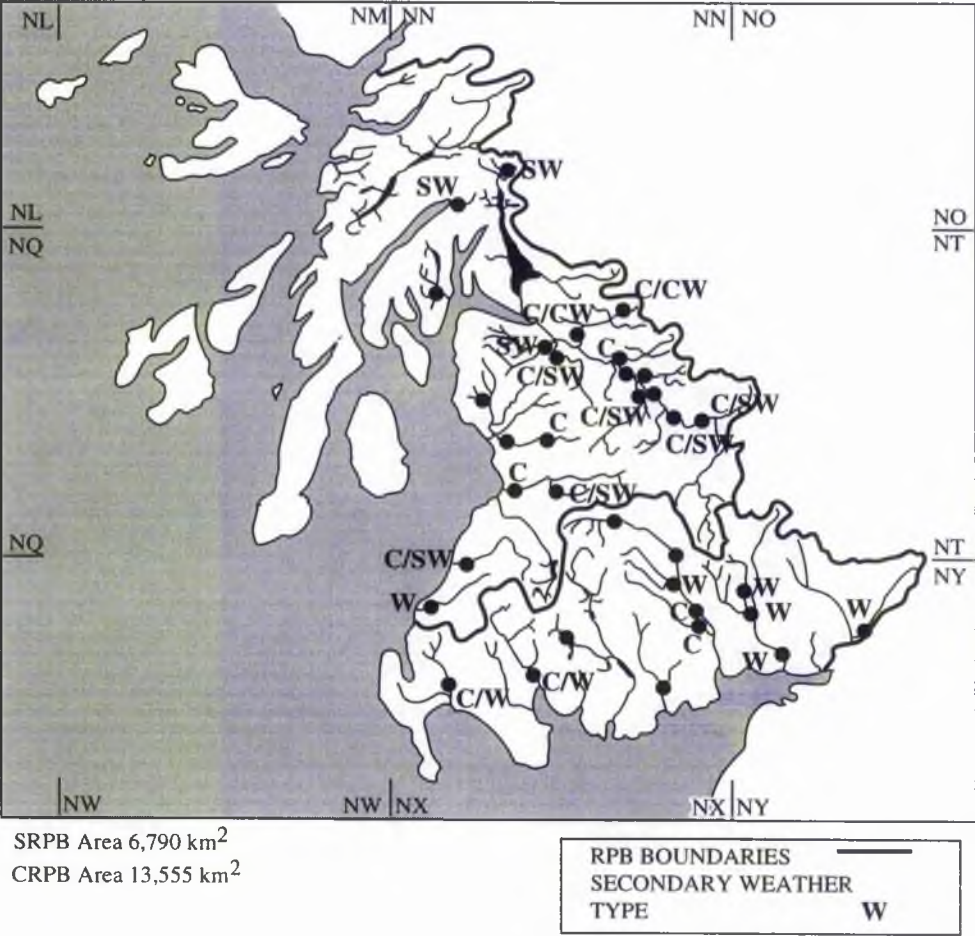 NL NM NN NN NO
SW
SW
NL NO
NQ NT
C/CW
C/CW
SW C
C/SW
C/SW
C/SW
C C/SW
C
C/SW
NQ NT
C/SW NY
W W
W W
C W
C W
C/W C/W
NW NW NX NX NY
SRPB Area 6,790 km2
CRPB Area 13,555 km2
RPB BOUNDARIES
SECONDARY WEATHER
TYPE W